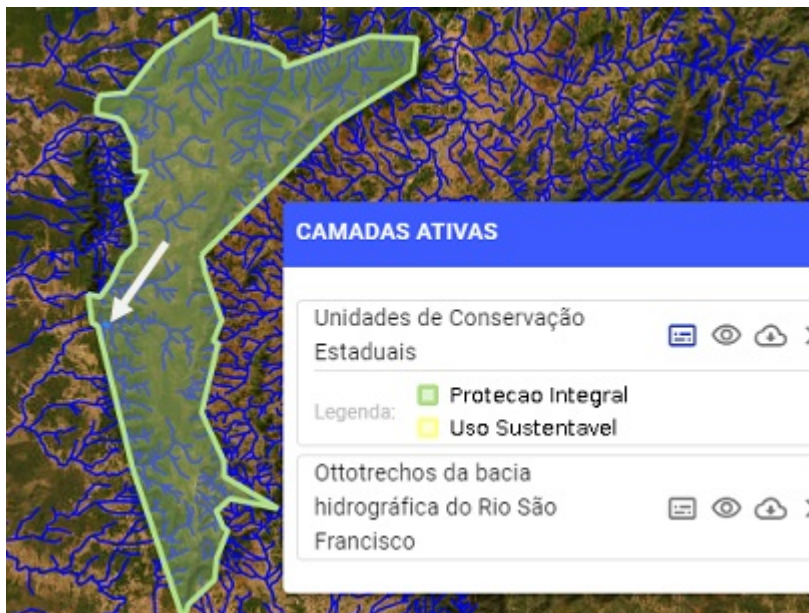 CAMADAS ATIVAS
Unidades de Conservação
Estaduais
Legenda:
Protecao Integral
Uso Sustentavel
Ottotrechos da bacia
hidrográfica do Rio São
Francisco